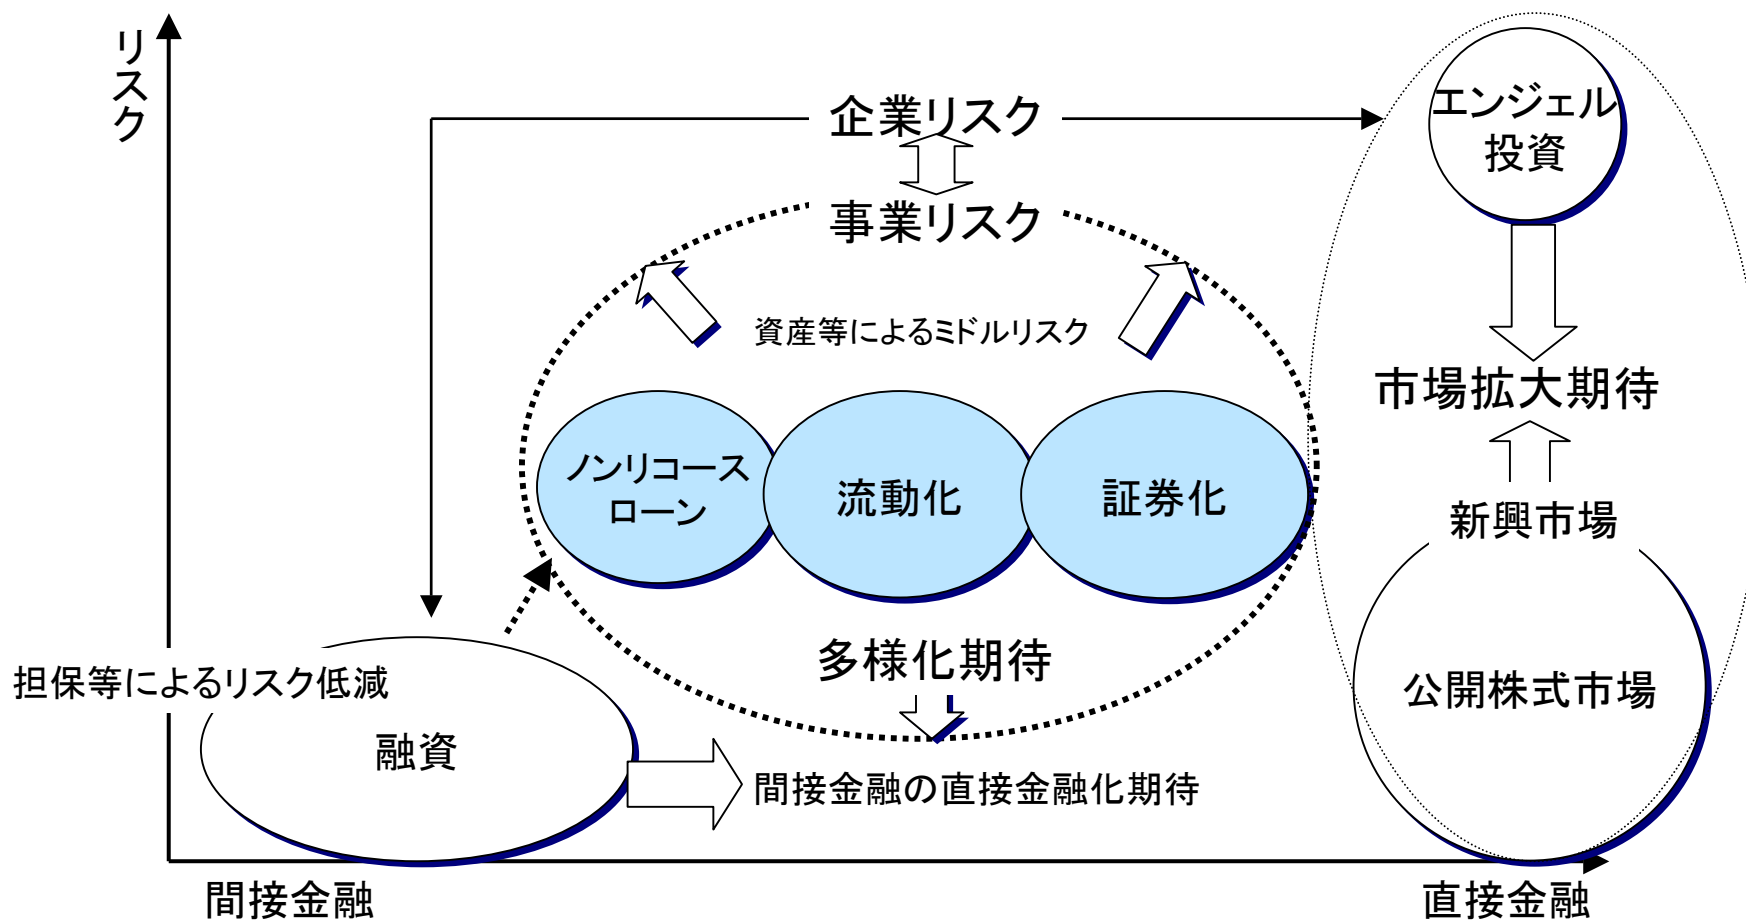 リスク
企業リスク
エンジェル
投資
事業リスク
資産等によるミドルリスク
市場拡大期待
ノンリコース
ローン
流動化
証券化
新興市場
多様化期待
担保等によるリスク低減
公開株式市場
融資
間接金融の直接金融化期待
間接金融
直接金融